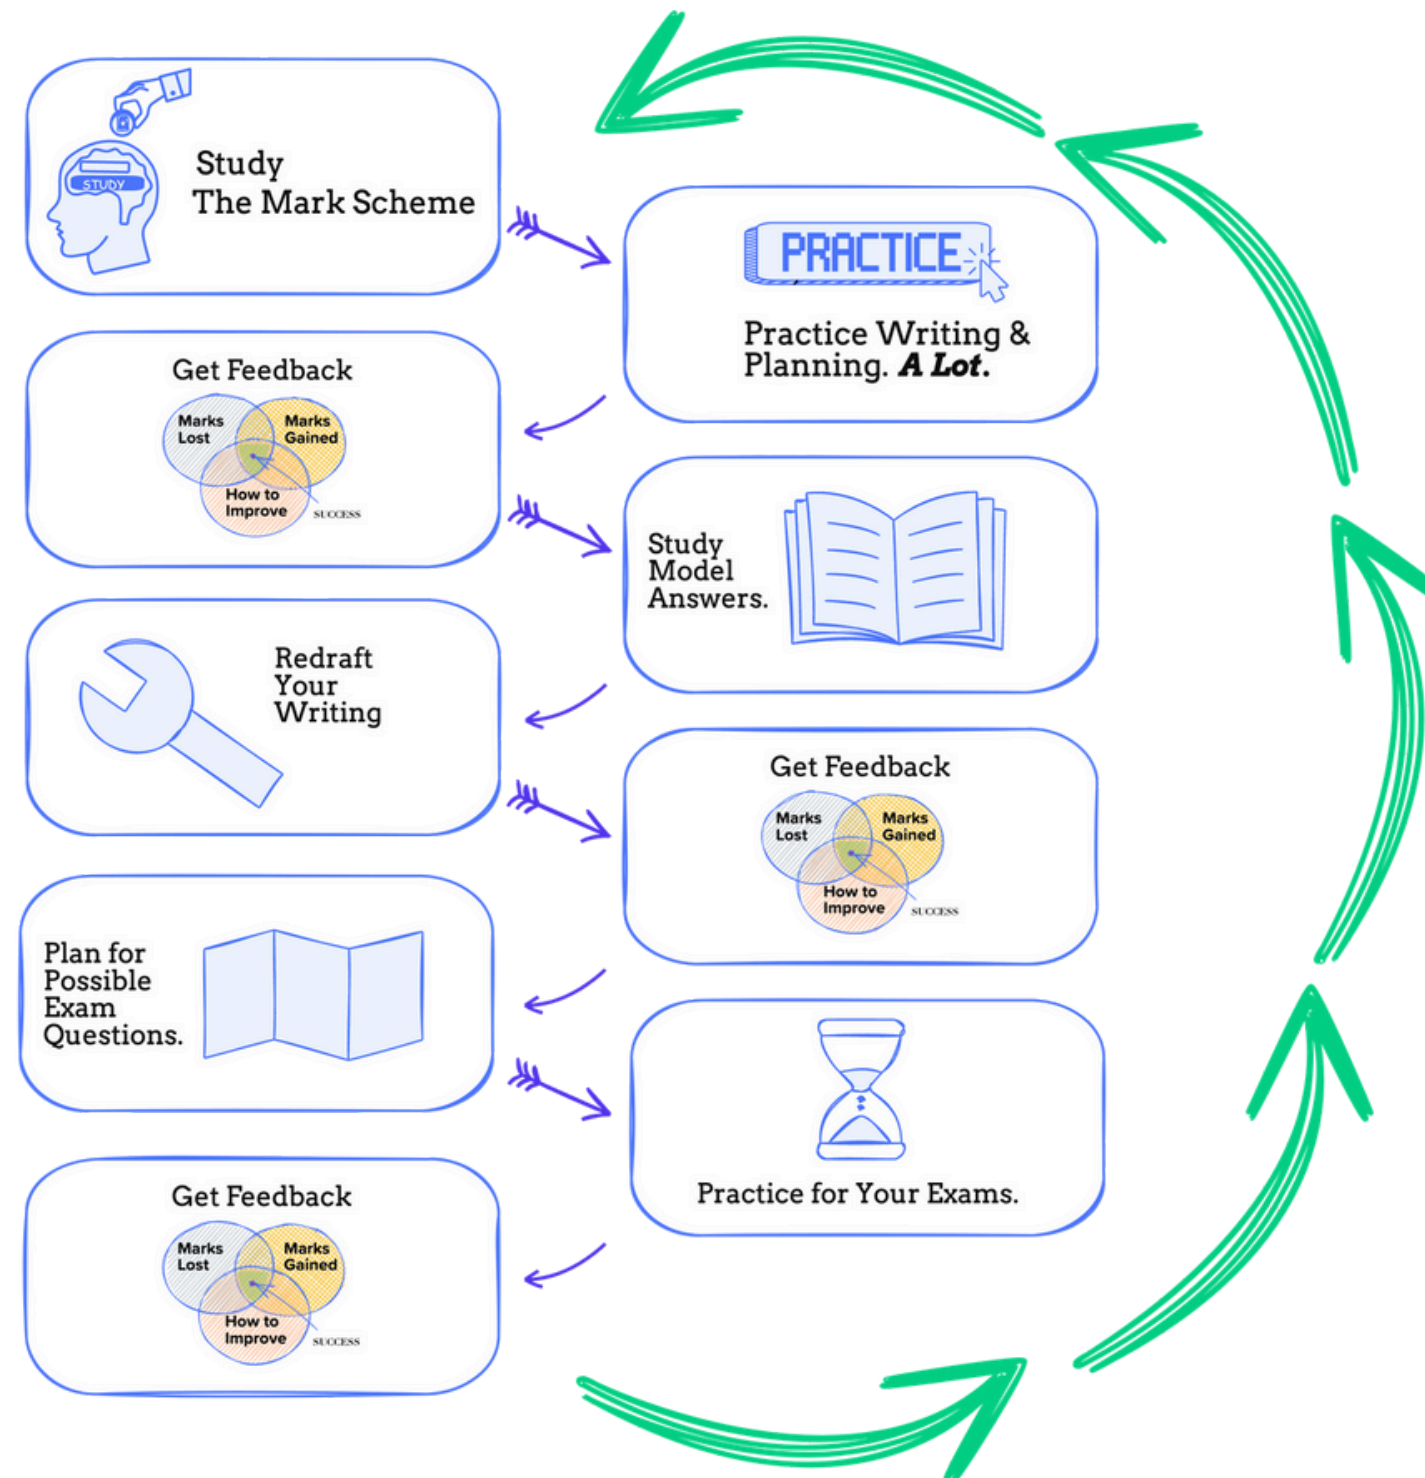 STUDY
Study
The Mark Scheme
PRACTICE
Practice Writing &
Planning. A Lot.
Get Feedback
Marks
Lost
Marks
Gained
How to
Improve
SUCCESS
Study
Model
Answers.
Redraft
Your
Writing
Get Feedback
Marks
Lost
Marks
Gained
How to
Improve
SUCCESS
Plan for
Possible
Exam
Questions.
Practice for Your Exams.
Get Feedback
Marks
Lost
Marks
Gained
How to
Improve
SUCCESS